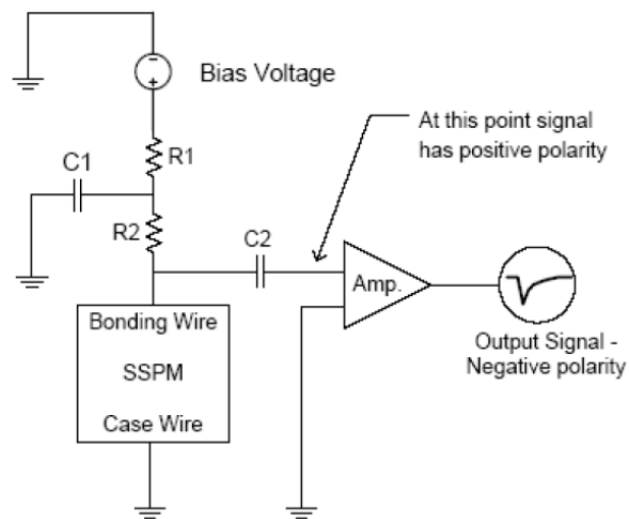 Bias Voltage
At this point signal
has positive polarity
C1
R1
R2
C2
Amp.
Bonding Wire
SSPM
Case Wire
Output Signal -
Negative polarity